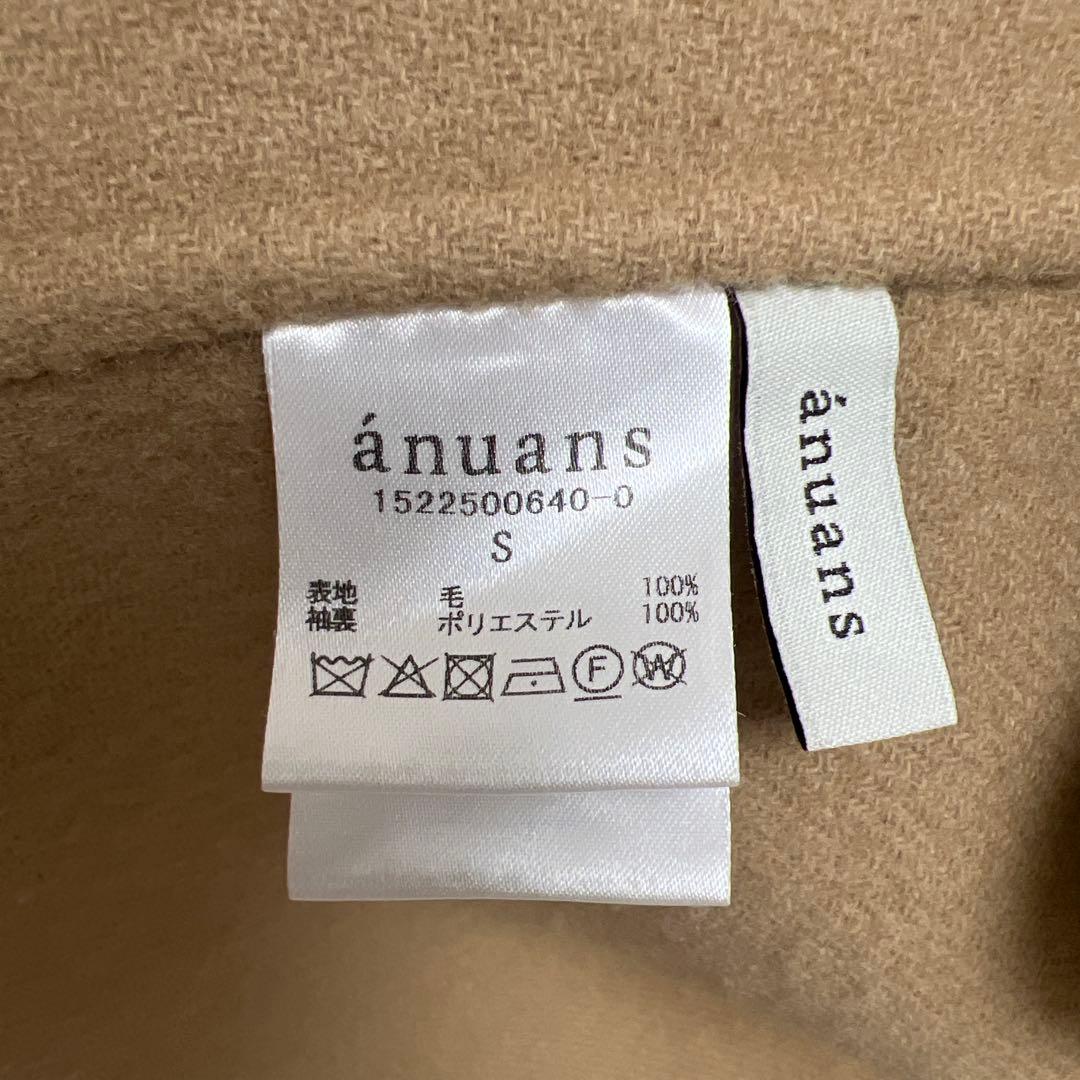 ánuans
1522500640-0
S
表地 毛 100%
袖裏 ポリエステル 100%
F W
ánuans